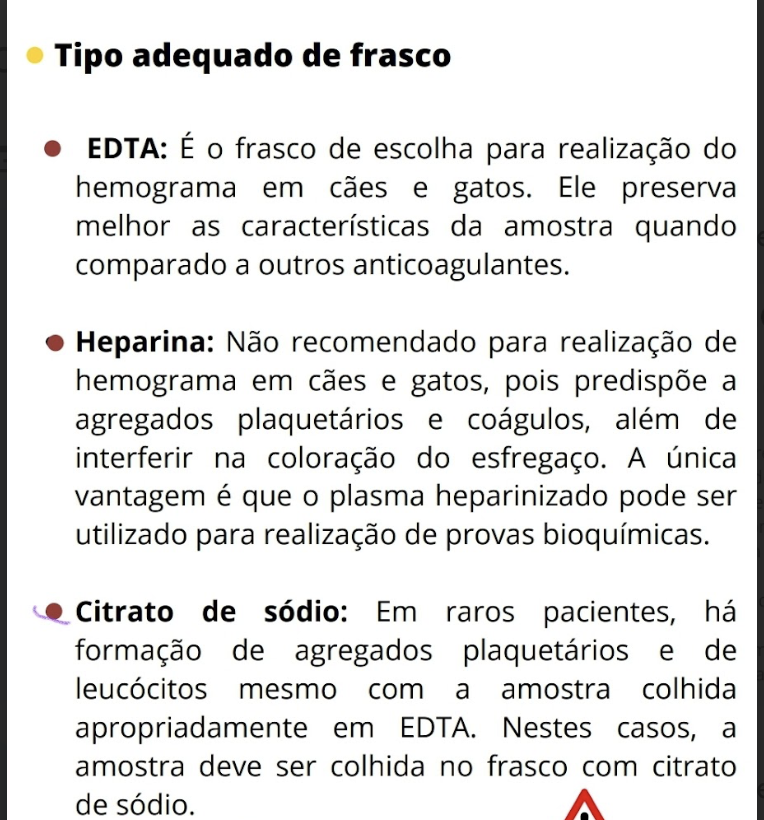 Tipo adequado de frasco
EDTA: É o frasco de escolha para realização do
hemograma em cães e gatos. Ele preserva
melhor as características da amostra quando
comparado a outros anticoagulantes.
Heparina: Não recomendado para realização de
hemograma em cães e gatos, pois predispõe a
agregados plaquetários e coágulos, além de
interferir na coloração do esfregaço. A única
vantagem é que o plasma heparinizado pode ser
utilizado para realização de provas bioquímicas.
Citrato de sódio: Em raros pacientes, há
formação de agregados plaquetários e de
leucócitos mesmo com a amostra colhida
apropriadamente em EDTA. Nestes casos, a
amostra deve ser colhida no frasco com citrato
de sódio.